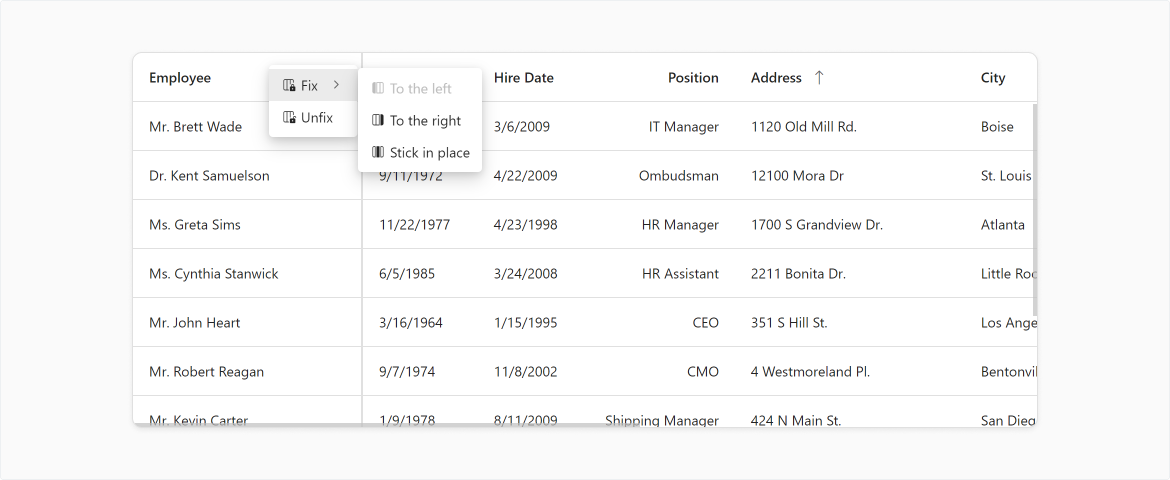 Employee Hire Date Position Address City
Fix To the left
Mr. Brett Wade Unfix To the right 3/6/2009 IT Manager 1120 Old Mill Rd. Boise
Stick in place
Dr. Kent Samuelson 9/11/1972 4/22/2009 Ombudsman 12100 Mora Dr St. Louis
Ms. Greta Sims 11/22/1977 4/23/1998 HR Manager 1700 S Grandview Dr. Atlanta
Ms. Cynthia Stanwick 6/5/1985 3/24/2008 HR Assistant 2211 Bonita Dr. Little Roc
Mr. John Heart 3/16/1964 1/15/1995 CEO 351 S Hill St. Los Ange
Mr. Robert Reagan 9/7/1974 11/8/2002 CMO 4 Westmoreland Pl. Bentonvil
Mr. Kevin Carter 1/9/1978 8/11/2009 Shipping Manager 424 N Main St. San Dieg